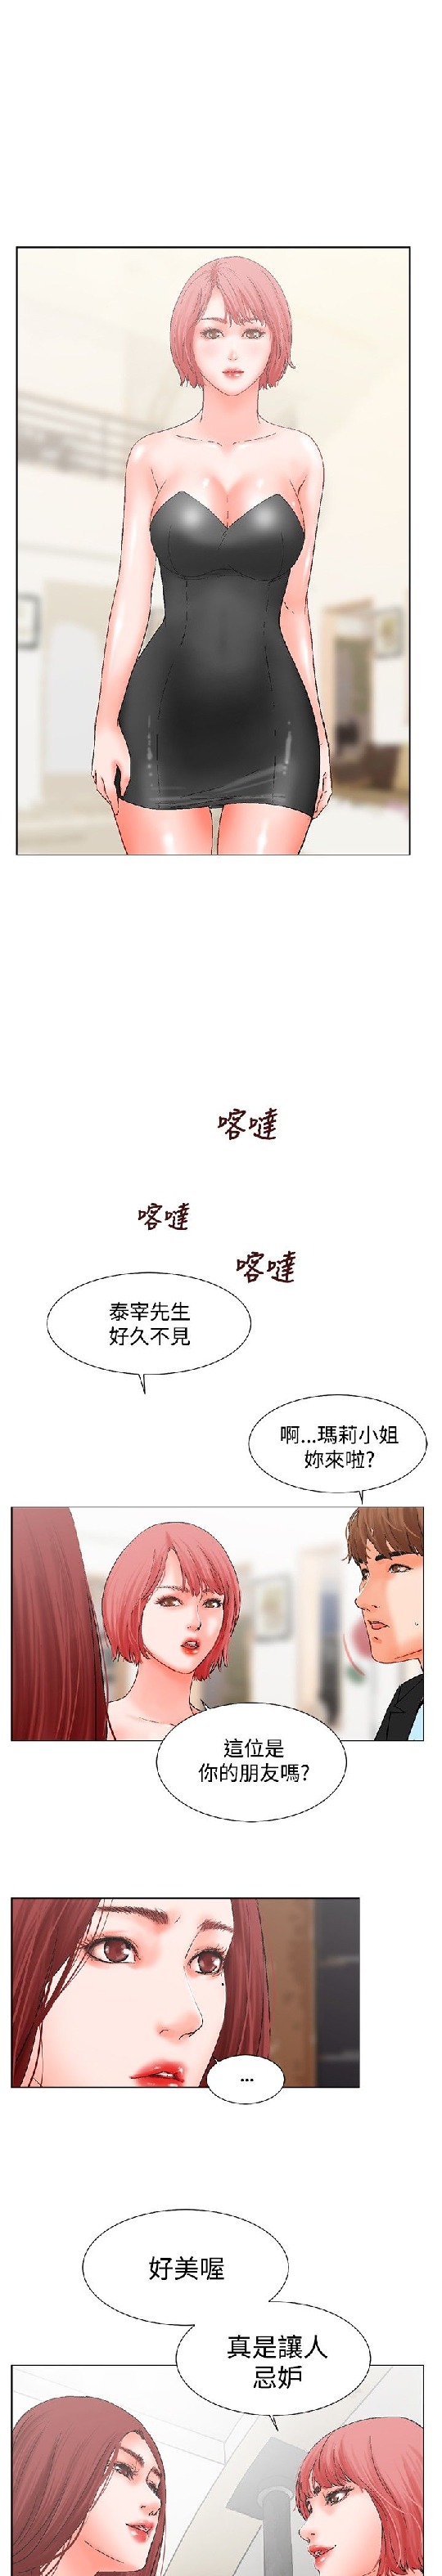 喀噠
喀噠
喀噠
泰宰先生
好久不見
啊...瑪莉小姐
妳來啦?
這位是
你的朋友嗎?
...
好美喔
真是讓人
忌妒